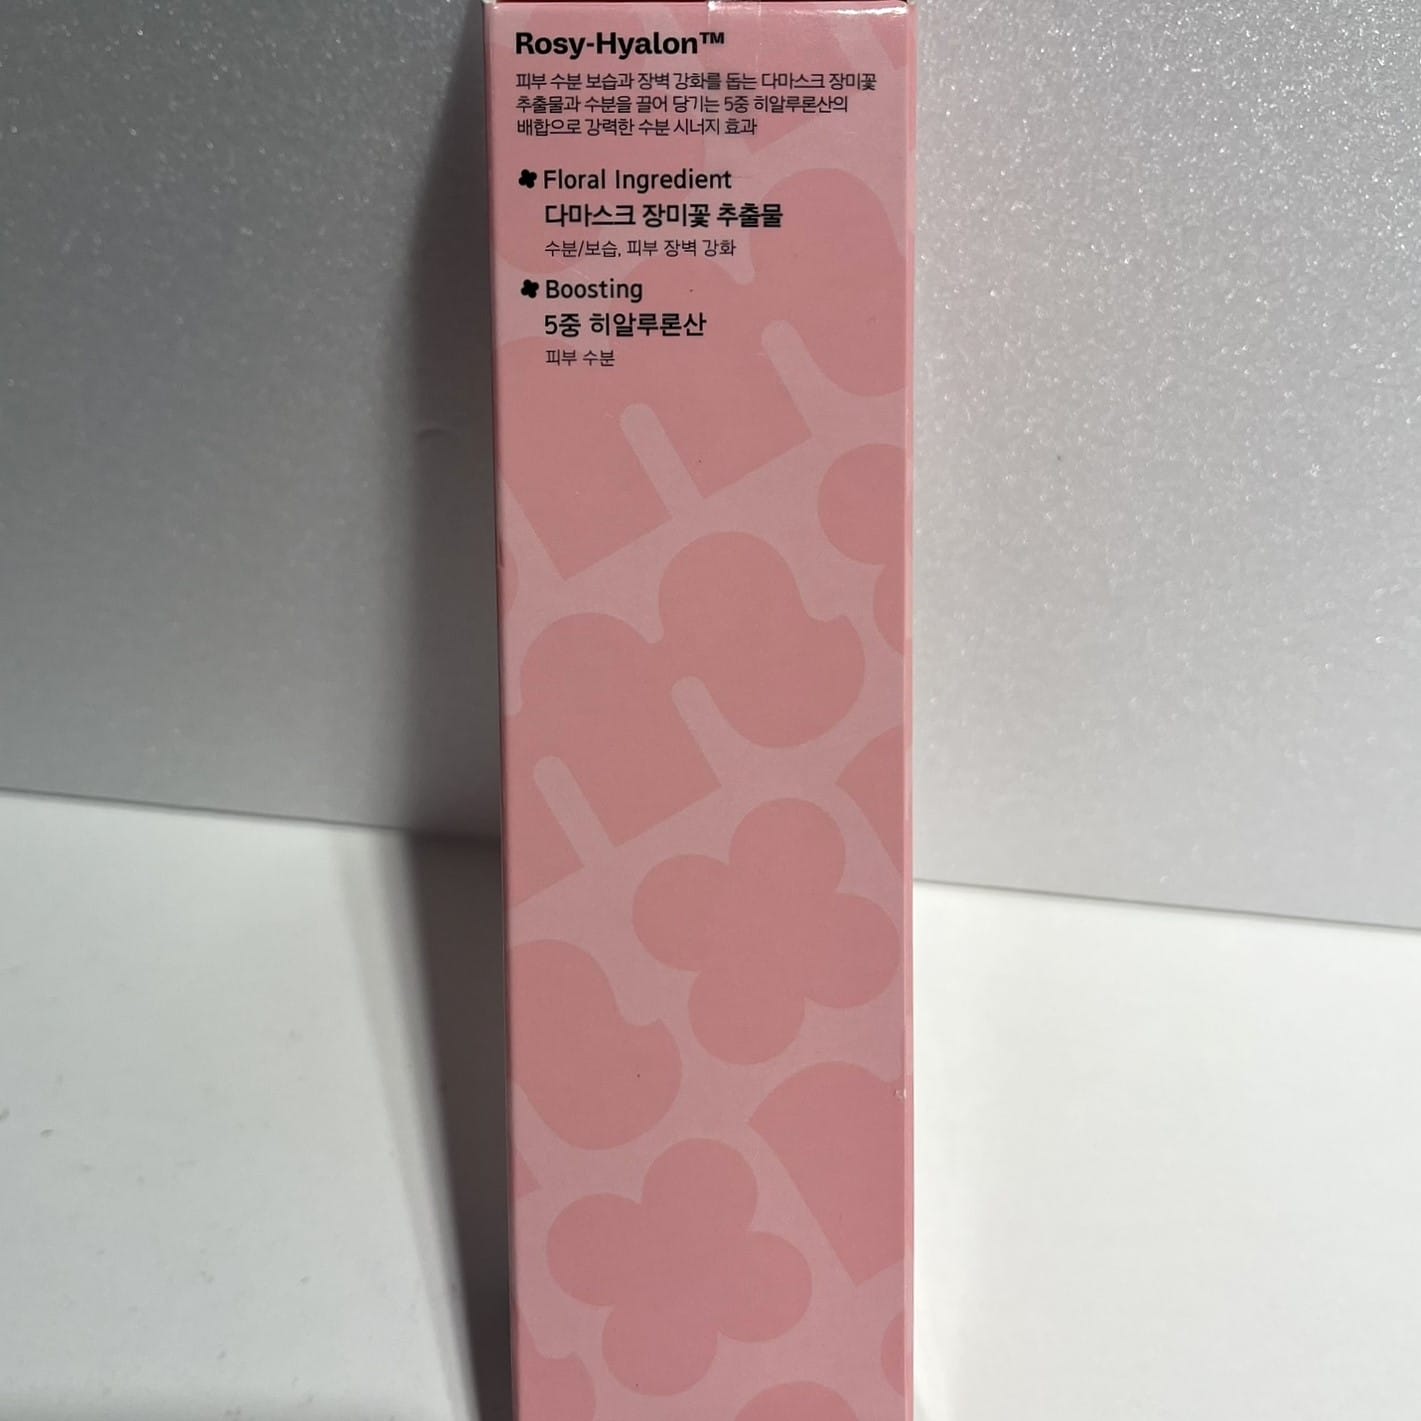 Rosy-Hyalon™
피부 수분 보습과 장벽 강화를 돕는 다마스크 장미꽃
추출물과 수분을 끌어 당기는 5중 히알루론산의
배합으로 강력한 수분 시너지 효과
Floral Ingredient
다마스크 장미꽃 추출물
수분/보습, 피부 장벽 강화
Boosting
5중 히알루론산
피부 수분